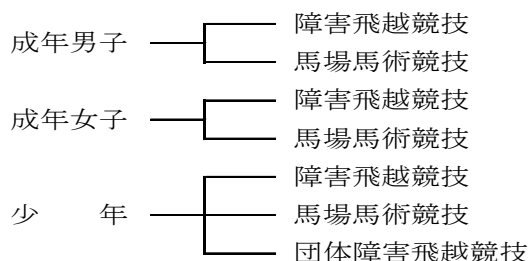 成年男子
障害飛越競技
馬場馬術競技
成年女子
障害飛越競技
馬場馬術競技
少　　年
障害飛越競技
馬場馬術競技
団体障害飛越競技